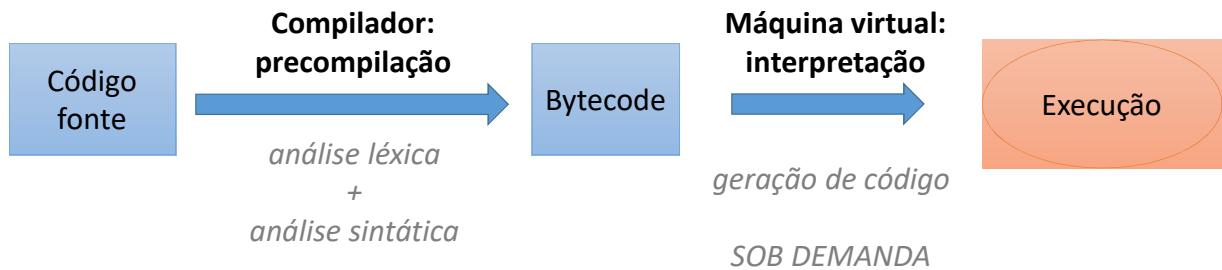 Código
fonte
Compilador:
precompilação
análise léxica
+
análise sintática
Bytecode
Máquina virtual:
interpretação
geração de código
SOB DEMANDA
Execução